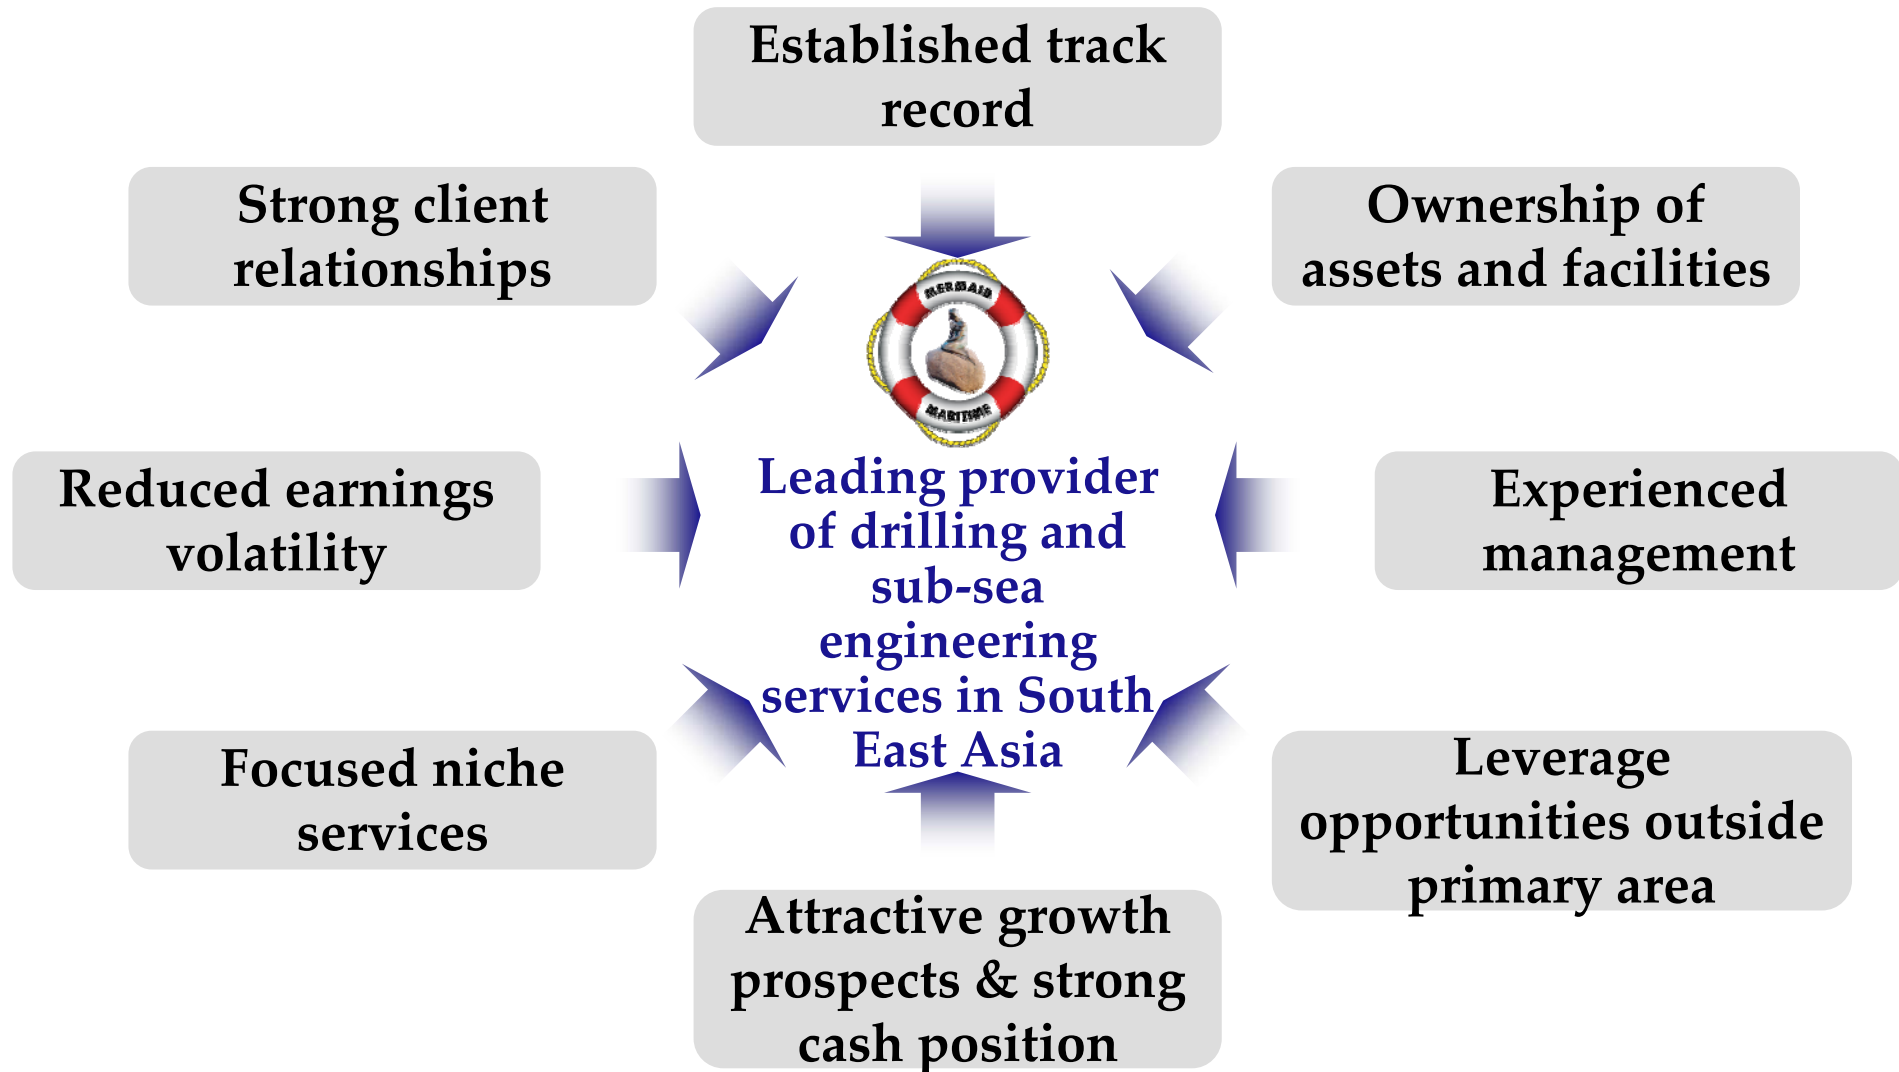 Established track
record
Strong client
relationships
Ownership of
assets and facilities
MERMAID
MARITIME
Reduced earnings
volatility
Leading provider
of drilling and
sub-sea
engineering
services in South
East Asia
Experienced
management
Focused niche
services
Leverage
opportunities outside
primary area
Attractive growth
prospects & strong
cash position